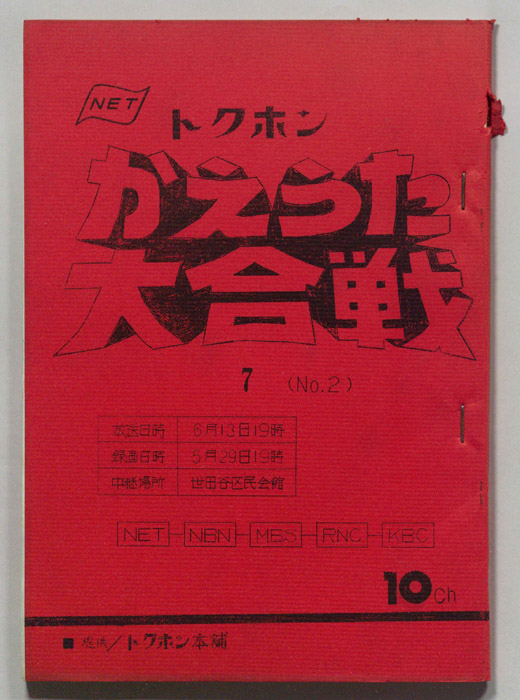 NET
トクホン
かえうた
大合戦
7 (No.2)
放送日時 6月13日19時
録画日時 5月29日19時
中継場所 世田谷区民会館
NET NBN MBS RNC KBC
10Ch
■提供/トクホン本舗